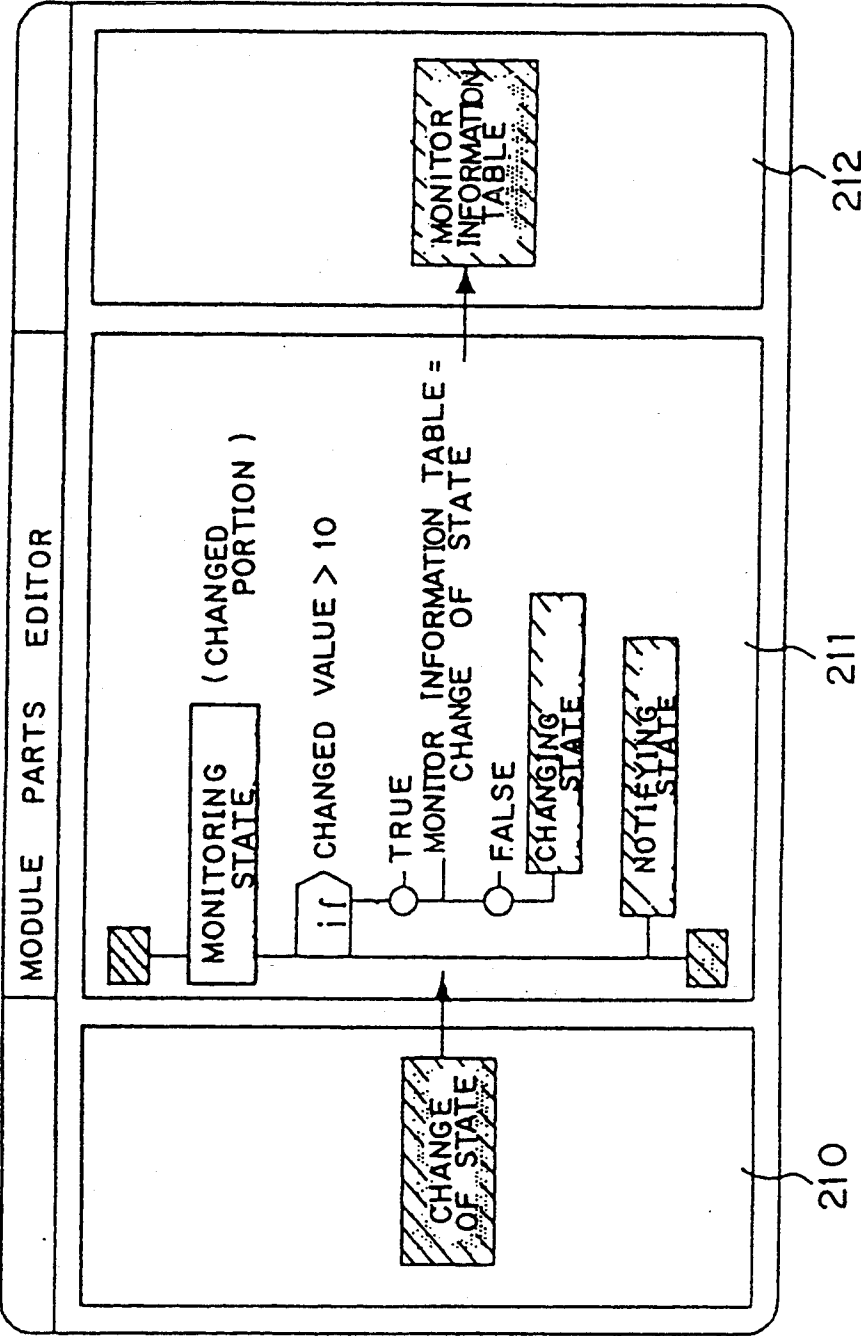 MODULE PARTS EDITOR
CHANGE
OF STATE
MONITORING
STATE
(CHANGED
PORTION)
if
CHANGED VALUE > 10
TRUE
MONITOR INFORMATION TABLE =
CHANGE OF STATE
FALSE
CHANGING
STATE
NOTIFYING
STATE
MONITOR
INFORMATION
TABLE
210
211
212